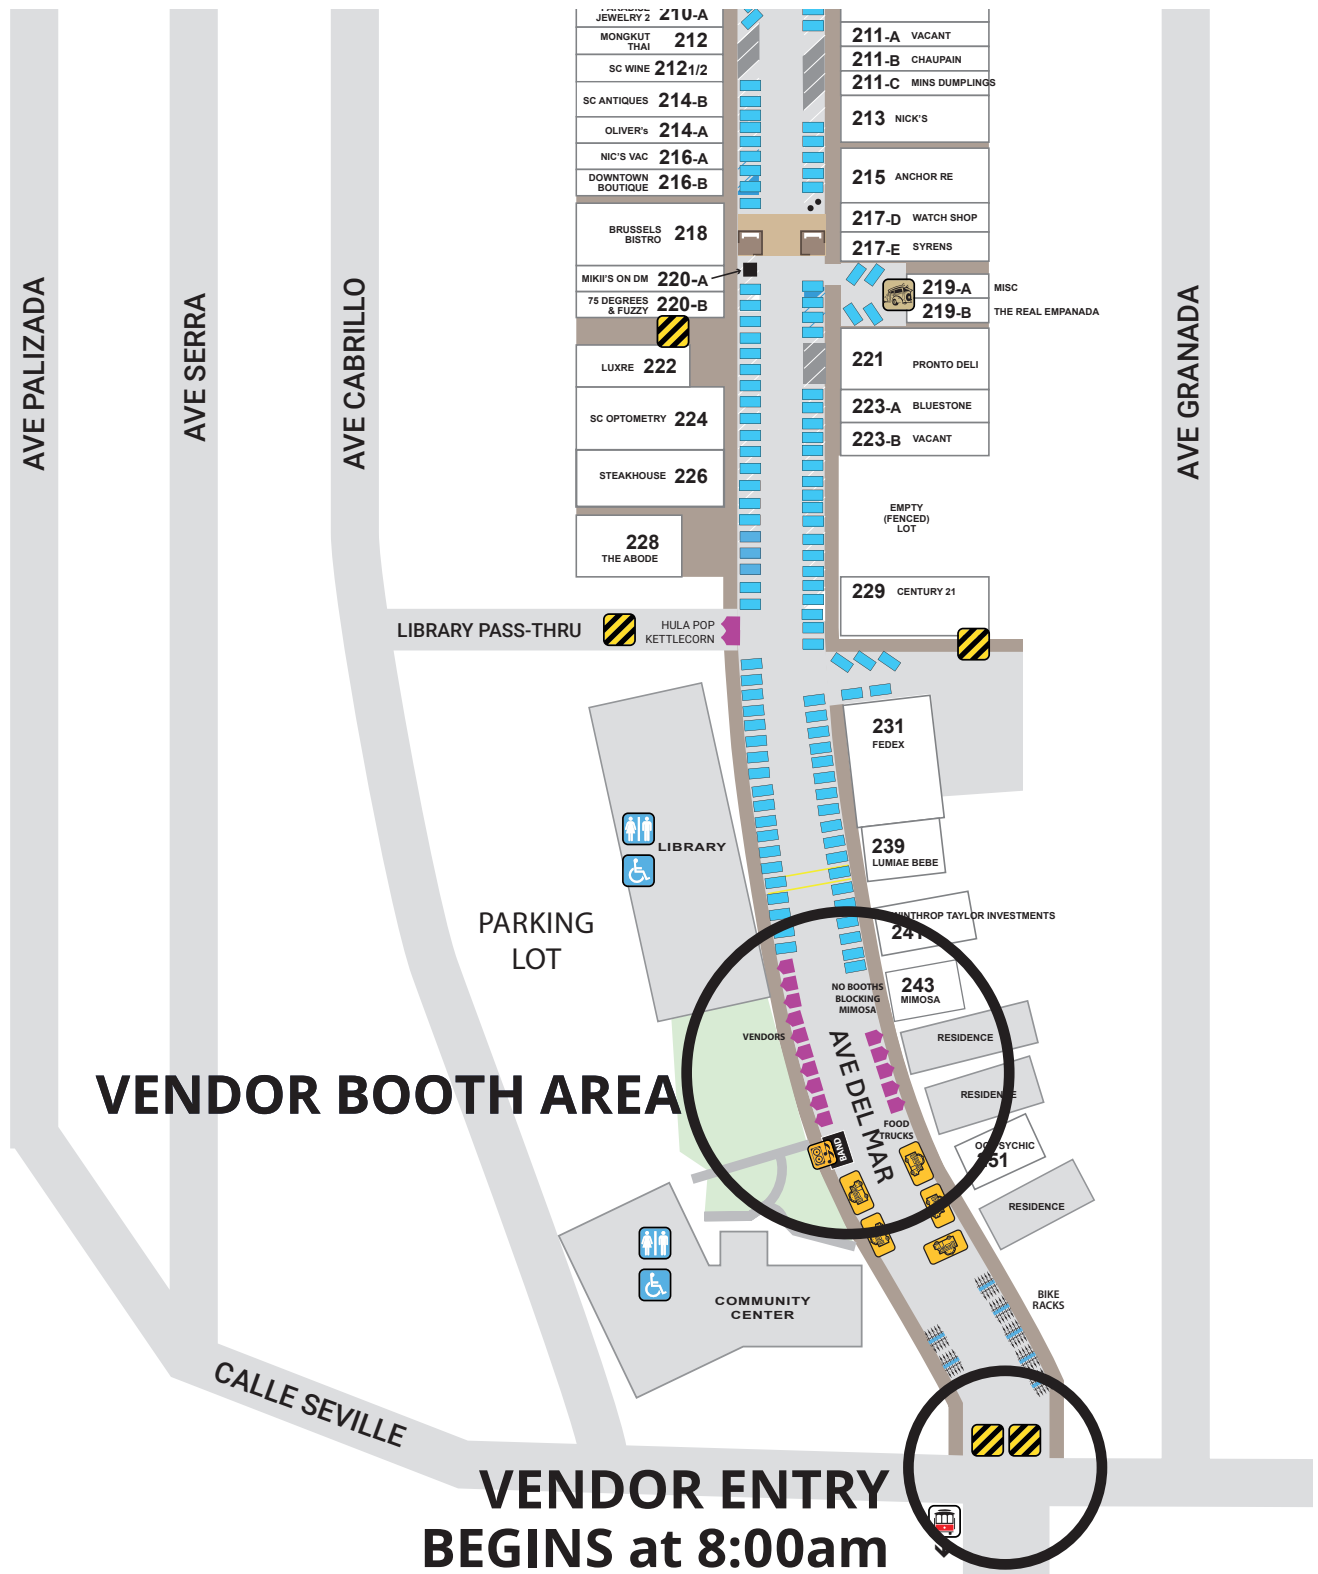 PARADISE
JEWELRY 2 210-A
MONGKUT
THAI 212
SC WINE 212 1/2
SC ANTIQUES 214-B
OLIVER's 214-A
NIC'S VAC 216-A
DOWNTOWN
BOUTIQUE 216-B
BRUSSELS
BISTRO 218
MIKII'S ON DM 220-A
75 DEGREES
& FUZZY 220-B
LUXRE 222
SC OPTOMETRY 224
STEAKHOUSE 226
228
THE ABODE
211-A VACANT
211-B CHAUPAIN
211-C MINS DUMPLINGS
213 NICK'S
215 ANCHOR RE
217-D WATCH SHOP
217-E SYRENS
219-A MISC
219-B THE REAL EMPANADA
221 PRONTO DELI
223-A BLUESTONE
223-B VACANT
EMPTY
(FENCED)
LOT
229 CENTURY 21
AVE PALIZADA
AVE SERRA
AVE CABRILLO
AVE GRANADA
LIBRARY PASS-THRU
HULA POP
KETTLECORN
231
FEDEX
239
LUMIAE BEBE
LIBRARY
PARKING
LOT
WINTHROP TAYLOR INVESTMENTS
241
243
MIMOSA
NO BOOTHS
BLOCKING
MIMOSA
VENDORS
AVE DEL MAR
RESIDENCE
RESIDENCE
VENDOR BOOTH AREA
FOOD
TRUCKS
BAND
OC PSYCHIC
251
RESIDENCE
COMMUNITY
CENTER
BIKE
RACKS
CALLE SEVILLE
VENDOR ENTRY
BEGINS at 8:00am